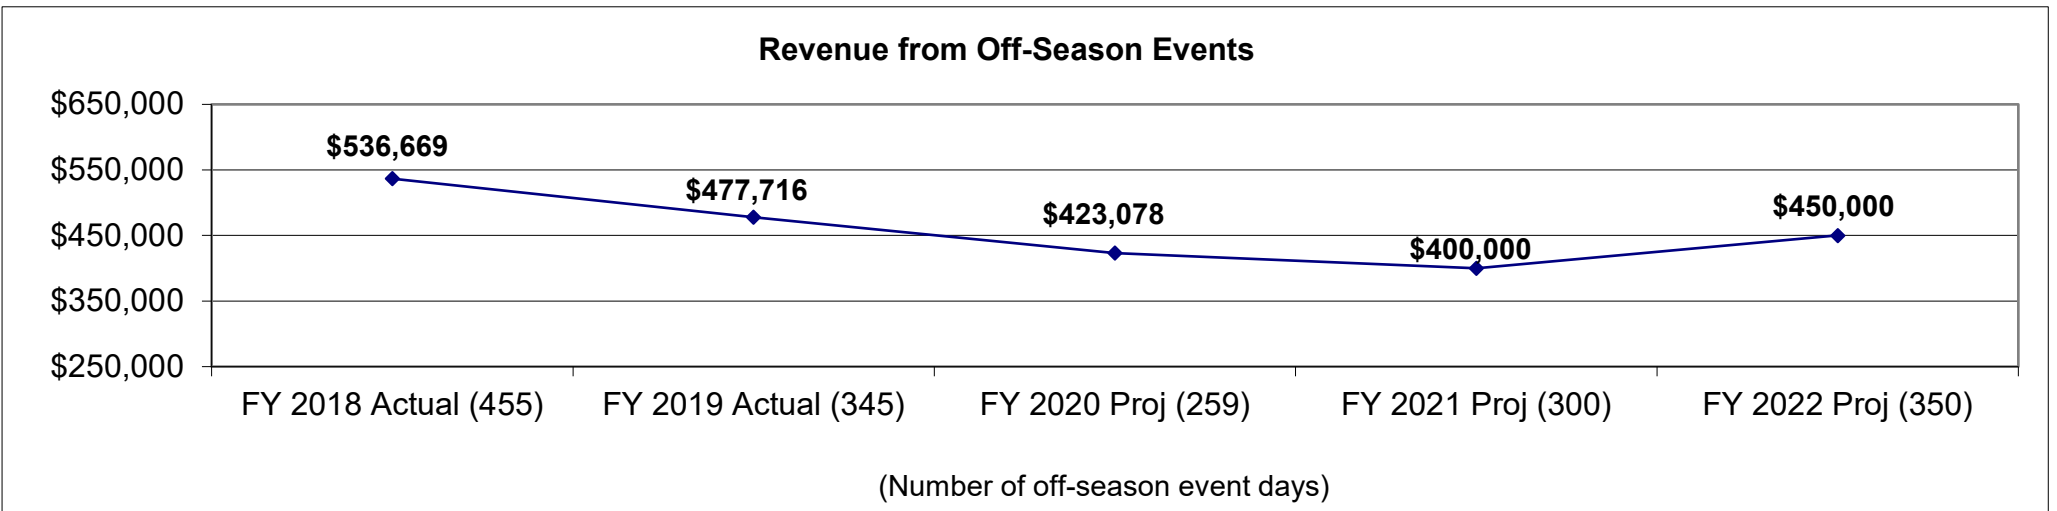 Revenue from Off-Season Events
$650,000
$550,000
$450,000
$350,000
$250,000
$536,669
$477,716
$423,078
$400,000
$450,000
FY 2018 Actual (455)
FY 2019 Actual (345)
FY 2020 Proj (259)
FY 2021 Proj (300)
FY 2022 Proj (350)
(Number of off-season event days)